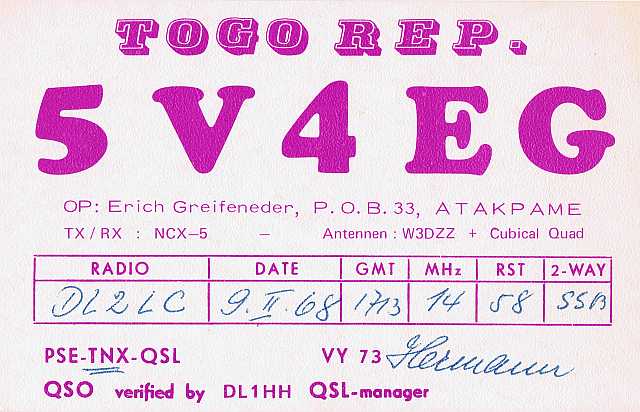 TOGO REP.
5V4EG
OP: Erich Greifeneder, P.O.B. 33, ATAKPAME
TX/RX : NCX-5 - Antennen : W3DZZ + Cubical Quad
RADIO DATE GMT MHz RST 2-WAY
DL2LC 9.II.68 1713 14 58 SSB
PSE-TNX-QSL VY 73 Hermann
QSO verified by DL1HH QSL-manager